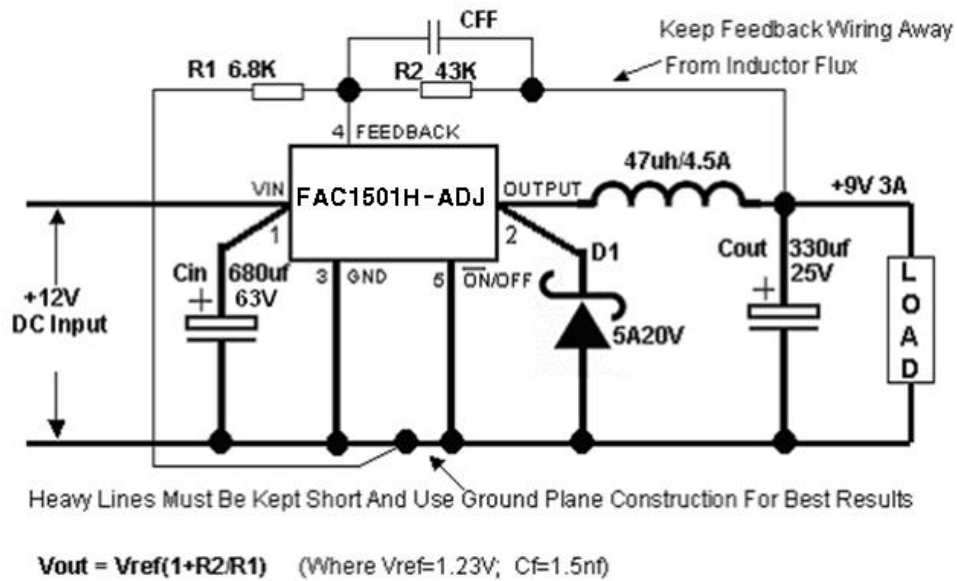 CFF
Keep Feedback Wiring Away
From Inductor Flux
R1 6.8K
R2 43K
4 FEEDBACK
47uh/4.5A
VIN
FAC1501H-ADJ
OUTPUT
+9V 3A
1
2
D1
Cin 680uf
63V
+
3 GND
5 ON/OFF
Cout 330uf
25V
+
+12V
DC Input
5A20V
LOAD
Heavy Lines Must Be Kept Short And Use Ground Plane Construction For Best Results
Vout = Vref(1+R2/R1) (Where Vref=1.23V; Cf=1.5nf)